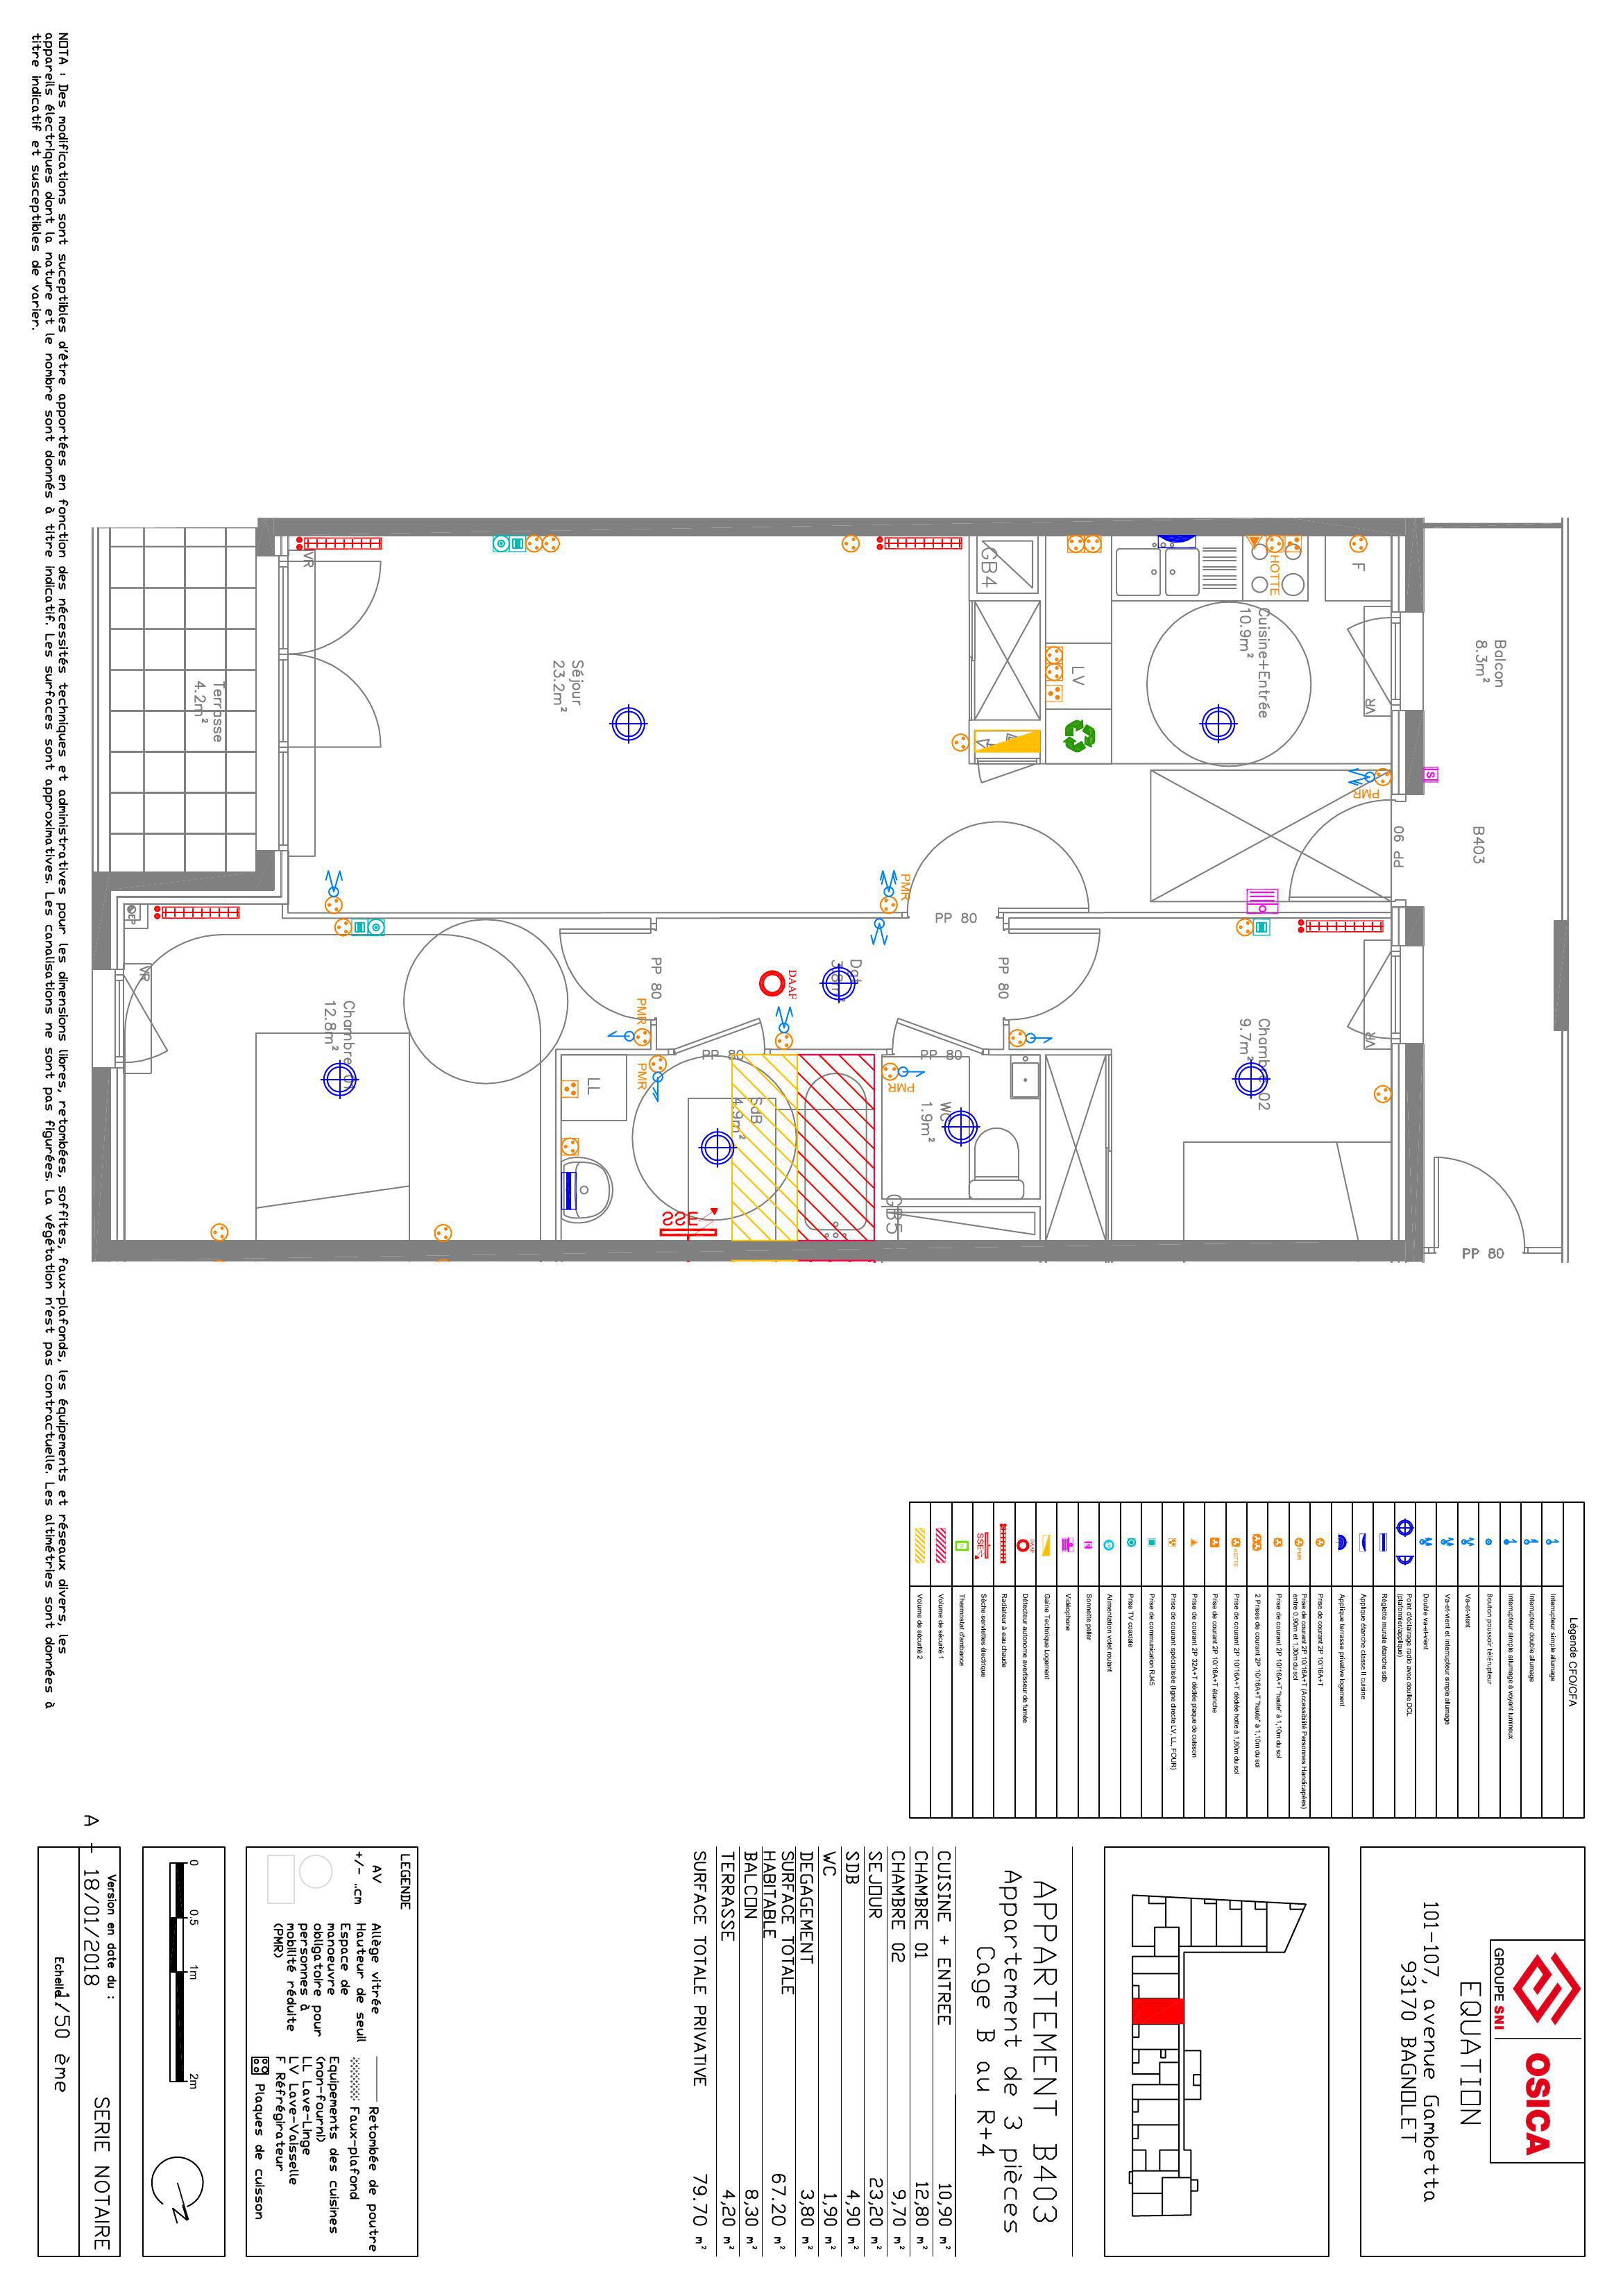 GROUPE SNI
OSICA
EQUATION
101-107, avenue Gambetta
93170 BAGNOLET
APPARTEMENT B403
Appartement de 3 pièces
Cage B au R+4
CUISINE + ENTREE 10,90 m²
CHAMBRE 01 12,80 m²
CHAMBRE 02 9,70 m²
SEJOUR 23,20 m²
SDB 4,90 m²
WC 1,90 m²
DEGAGEMENT 3,80 m²
SURFACE TOTALE
HABITABLE 67.20 m²
BALCON 8,30 m²
TERRASSE 4,20 m²
SURFACE TOTALE PRIVATIVE 79.70 m²
LEGENDE
AV Allège vitrée
+/- ..cm Hauteur de seuil
Espace de
manoeuvre
obligatoire pour
personnes à
mobilité réduite
(PMR)
Retombée de poutre
Faux-plafond
Equipements des cuisines
(non-fourni)
LL Lave-Linge
LV Lave-Vaisselle
F Réfrégirateur
Plaques de cuisson
0 0.5 1m 2m
N
A -
Version en date du :
18/01/2018
SERIE NOTAIRE
Echelle 1/50 ème
Légende CFO/CFA
Interrupteur simple allumage
Interrupteur double allumage
Interrupteur simple allumage à voyant lumineux
Bouton poussoir télérupteur
Va-et-vient
Va-et-vient et interrupteur simple allumage
Double va-et-vient
Point d'éclairage radio avec douille DCL
(plafonnier/applique)
Réglette murale étanche sdb
Applique étanche classe II cuisine
Applique terrasse privative logement
Prise de courant 2P 10/16A+T
PMR Prise de courant 2P 10/16A+T (Accessibilité Personnes Handicapées)
entre 0,90m et 1,30m du sol
Prise de courant 2P 10/16A+T "haute" à 1,10m du sol
2 Prises de courant 2P 10/16A+T "haute" à 1,10m du sol
HOTTE Prise de courant 2P 10/16A+T dédiée hotte à 1,80m du sol
Prise de courant 2P 10/16A+T étanche
Prise de courant 2P 32A+T dédiée plaque de cuisson
Prise de courant spécialisée (ligne directe LV, LL, FOUR)
Prise de communication RJ45
Prise TV coaxiale
Alimentation volet roulant
Sonnette palier
Vidéophone
Gaine Technique Logement
DAAF Détecteur autonome avertisseur de fumée
Radiateur à eau chaude
SSE Sèche-serviettes électrique
Thermostat d'ambiance
Volume de sécurité 1
Volume de sécurité 2
Balcon
8.3m²
B403
PP 80
PP 90
S
VR
F
HOTTE
Cuisine+Entrée
10.9m²
PMR
LV
GB4
Séjour
23.2m²
VR
Terrasse
4.2m²
PMR
PP 80
VR
Chambre 02
9.7m²
PP 80
DAAF
PP 80
PMR
PP 80
PP 80
PMR
PMR
WC
1.9m²
GB5
SdB
4.9m²
SSE
LL
Chambre 01
12.8m²
VR
EP
NOTA : Des modifications sont suceptibles d'être apportées en fonction des nécessités techniques et administratives pour les dimensions libres, retombées, soffites, faux-plafonds, les équipements et réseaux divers, les
appareils électriques dont la nature et le nombre sont donnés à titre indicatif. Les surfaces sont approximatives. Les canalisations ne sont pas figurées. La végétation n'est pas contractuelle. Les altimétries sont données à
titre indicatif et susceptibles de varier.